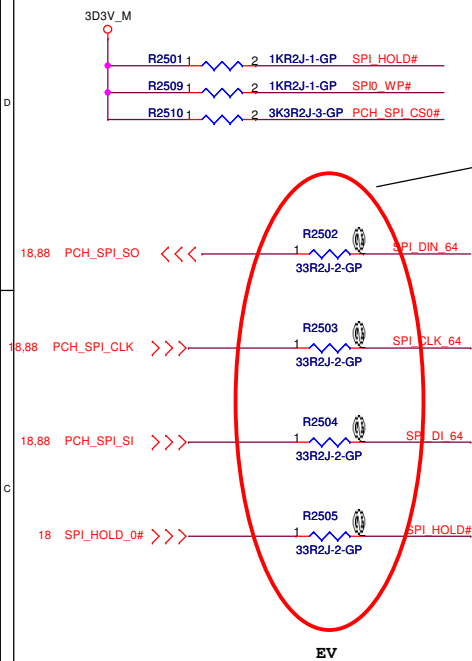 3D3V_M
R2501 1 2 1KR2J-1-GP SPI_HOLD#
R2509 1 2 1KR2J-1-GP SPI0_WP#
R2510 1 2 3K3R2J-3-GP PCH_SPI_CS0#
D
R2502
18,88 PCH_SPI_SO 1 SPI_DIN_64
33R2J-2-GP
R2503
18,88 PCH_SPI_CLK 1 SPI_CLK_64
33R2J-2-GP
R2504
18,88 PCH_SPI_SI 1 SPI_DI_64
33R2J-2-GP
C
R2505
18 SPI_HOLD_0# 1 SPI_HOLD#
33R2J-2-GP
EV